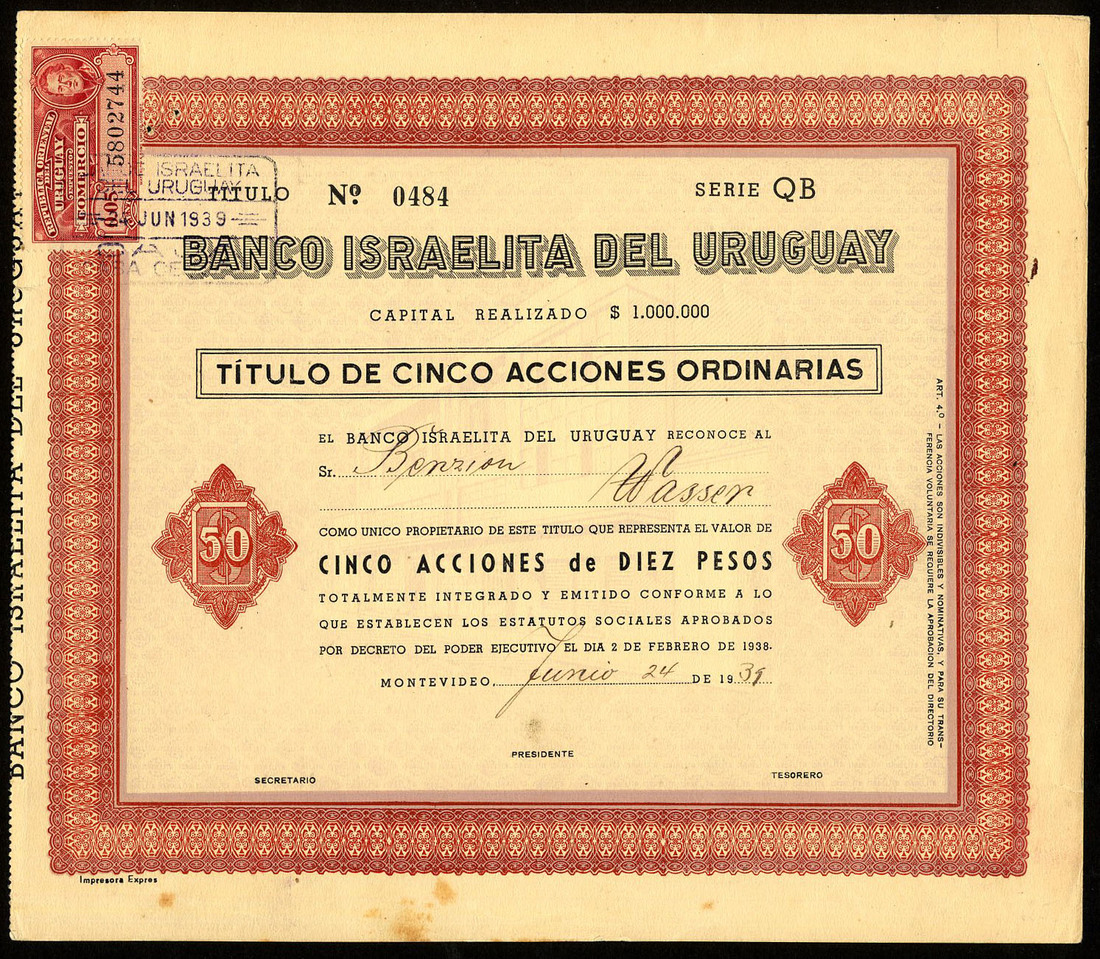 REPUBLICA ORIENTAL
DEL
URUGUAY
COMERCIO
0.05
5802744
ISRAELITA
URUGUAY
JUN 1939
TITULO Nº 0484
SERIE QB
BANCO ISRAELITA DEL URUGUAY
CAPITAL REALIZADO $ 1.000.000
TÍTULO DE CINCO ACCIONES ORDINARIAS
EL BANCO ISRAELITA DEL URUGUAY RECONOCE AL
Sr. Benzion
Wasser
COMO UNICO PROPIETARIO DE ESTE TITULO QUE REPRESENTA EL VALOR DE
CINCO ACCIONES de DIEZ PESOS
TOTALMENTE INTEGRADO Y EMITIDO CONFORME A LO
QUE ESTABLECEN LOS ESTATUTOS SOCIALES APROBADOS
POR DECRETO DEL PODER EJECUTIVO EL DIA 2 DE FEBRERO DE 1938.
MONTEVIDEO, Junio 24 DE 1939
50
50
ART. 4.º - LAS ACCIONES SON INDIVISIBLES Y NOMINATIVAS, Y PARA SU TRANS-
FERENCIA VOLUNTARIA SE REQUIERE LA APROBACION DEL DIRECTORIO
PRESIDENTE
SECRETARIO
TESORERO
Impresora Expres
BANCO ISRAELITA DEL URUGUAY